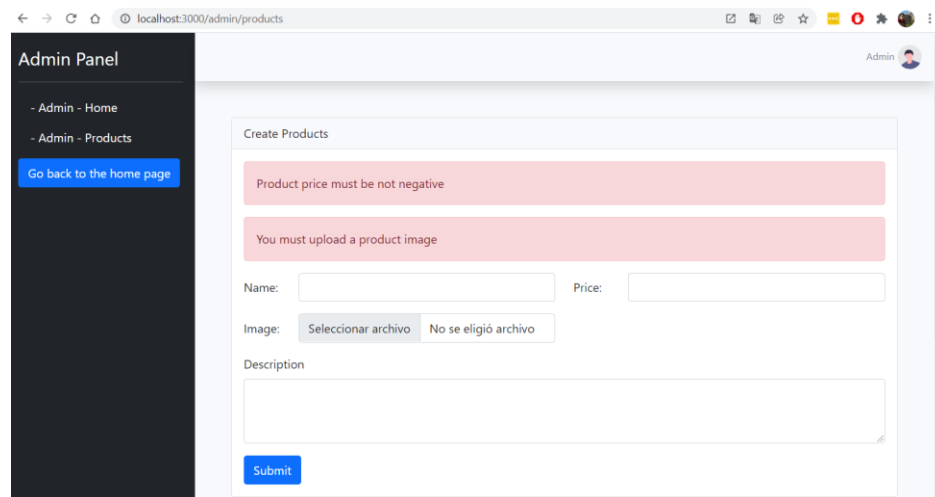 localhost:3000/admin/products
Admin Panel
Admin
- Admin - Home
- Admin - Products
Go back to the home page
Create Products
Product price must be not negative
You must upload a product image
Name:
Price:
Image:
Seleccionar archivo
No se eligió archivo
Description
Submit